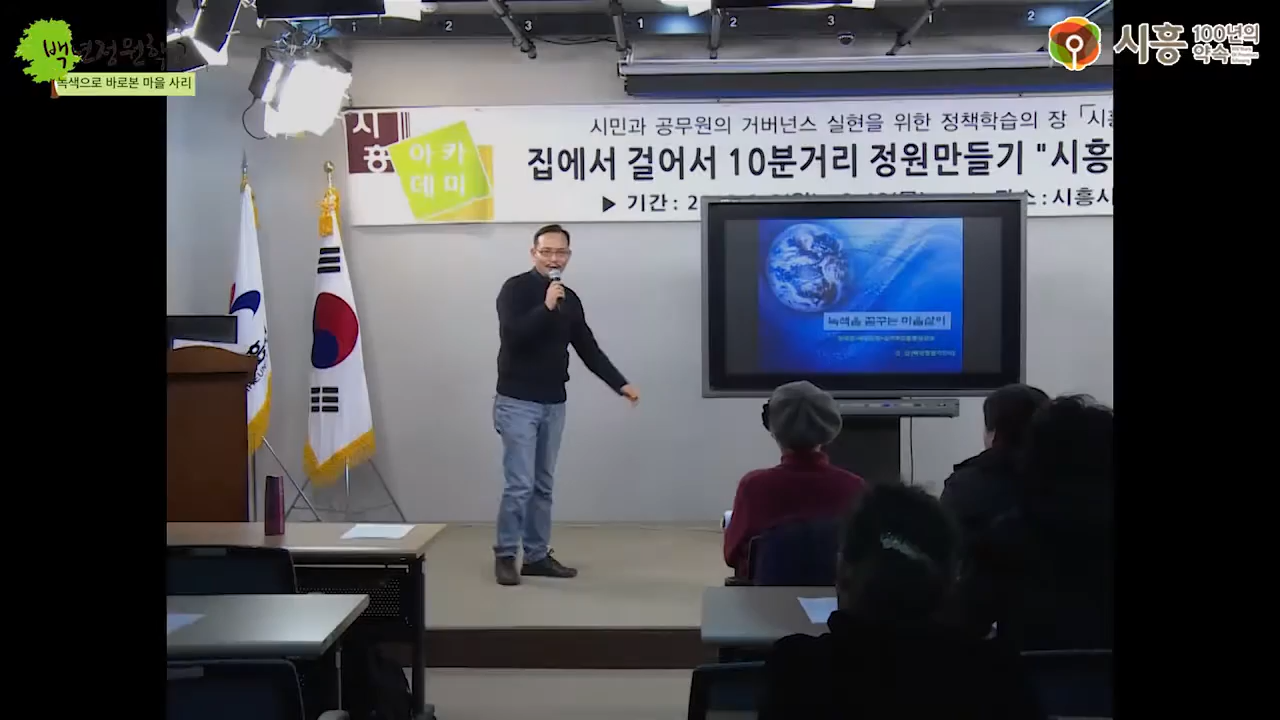 백년정원학교
녹색으로 바로본 마을 사리
시흥 100년의
약속
시흥
아카
데미
시민과 공무원의 거버넌스 실현을 위한 정책학습의 장 「시흥
집에서 걸어서 10분거리 정원만들기 "시흥
▶ 기간 : 2
소 : 시흥시
녹색을 꿈꾸는 마을살이